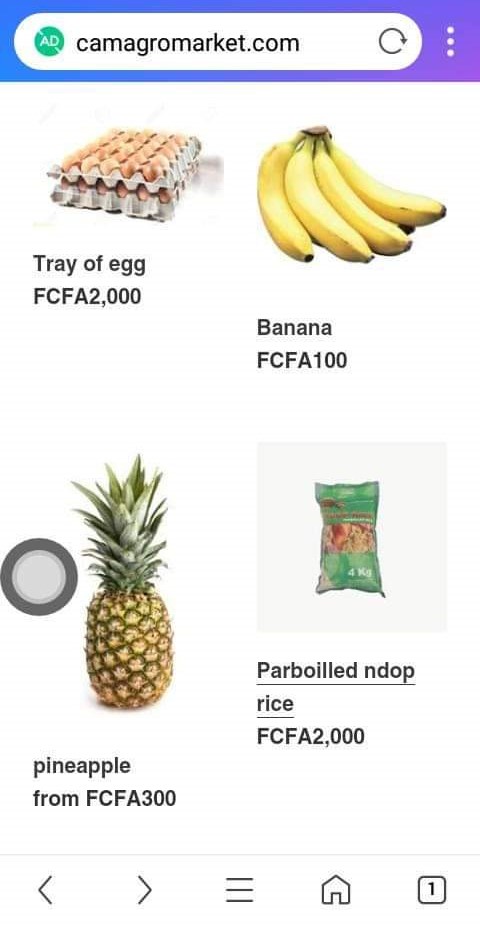 AD camagromarket.com
Tray of egg
FCFA2,000
Banana
FCFA100
4 Kg
Parboilled ndop
rice
FCFA2,000
pineapple
from FCFA300
1